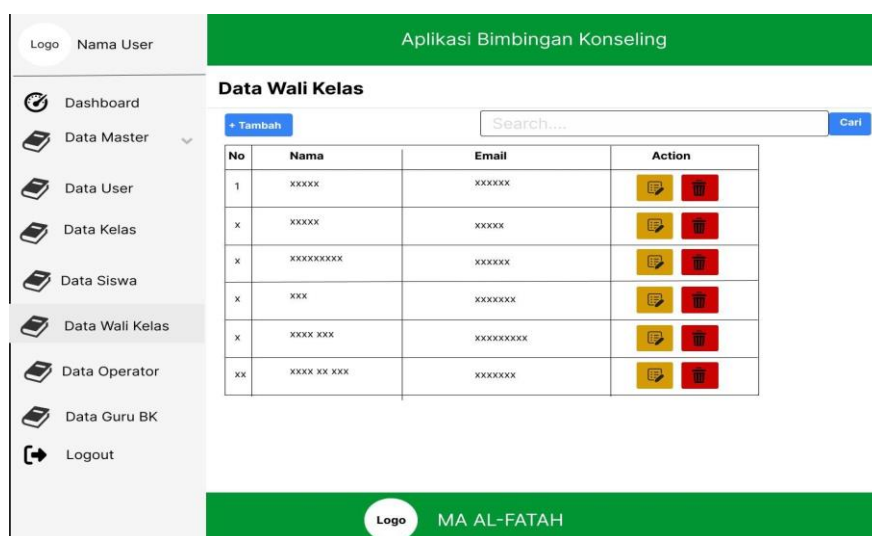 Logo Nama User
Aplikasi Bimbingan Konseling
Dashboard
Data Master
Data User
Data Kelas
Data Siswa
Data Wali Kelas
Data Operator
Data Guru BK
Logout
Data Wali Kelas
+ Tambah Search.... Cari
No Nama Email Action
1 xxxxx xxxxxx
x xxxxx xxxxx
x xxxxxxxxx xxxxxx
x xxx xxxxxxx
x xxxx xxx xxxxxxxxx
xx xxxx xx xxx xxxxxxx
Logo MA AL-FATAH